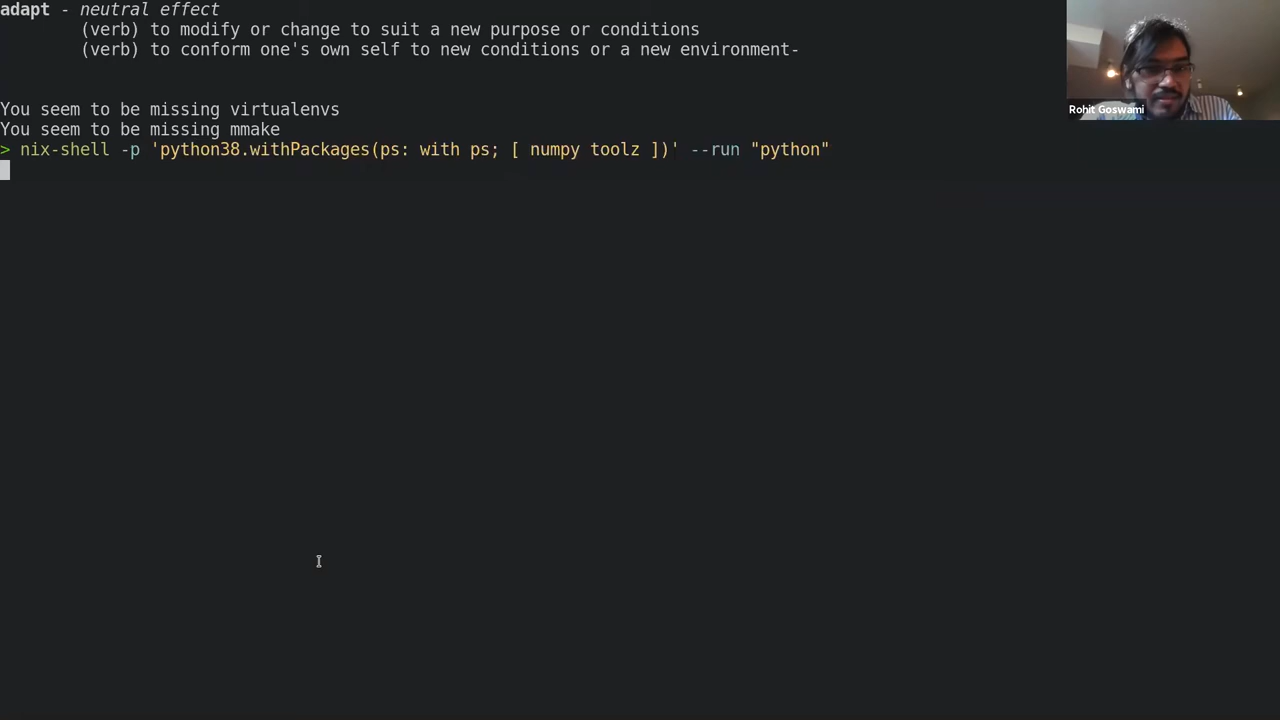 adapt - neutral effect
(verb) to modify or change to suit a new purpose or conditions
(verb) to conform one's own self to new conditions or a new environment-
Rohit Goswami
You seem to be missing virtualenvs
You seem to be missing mmake
> nix-shell -p 'python38.withPackages(ps: with ps; [ numpy toolz ])' --run "python"